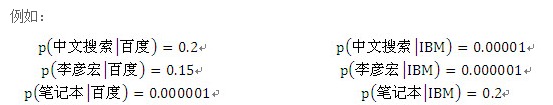 例如：
p(中文搜索|百度) = 0.2↵ p(中文搜索|IBM) = 0.00001↵
p(李彦宏|百度) = 0.15↵ p(李彦宏|IBM) = 0.000001↵
p(笔记本|百度) = 0.000001↵ p(笔记本|IBM) = 0.2↵